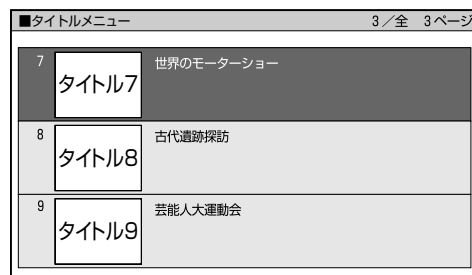 ■タイトルメニュー 3／全 3ページ
7 タイトル7 世界のモーターショー
8 タイトル8 古代遺跡探訪
9 タイトル9 芸能人大運動会